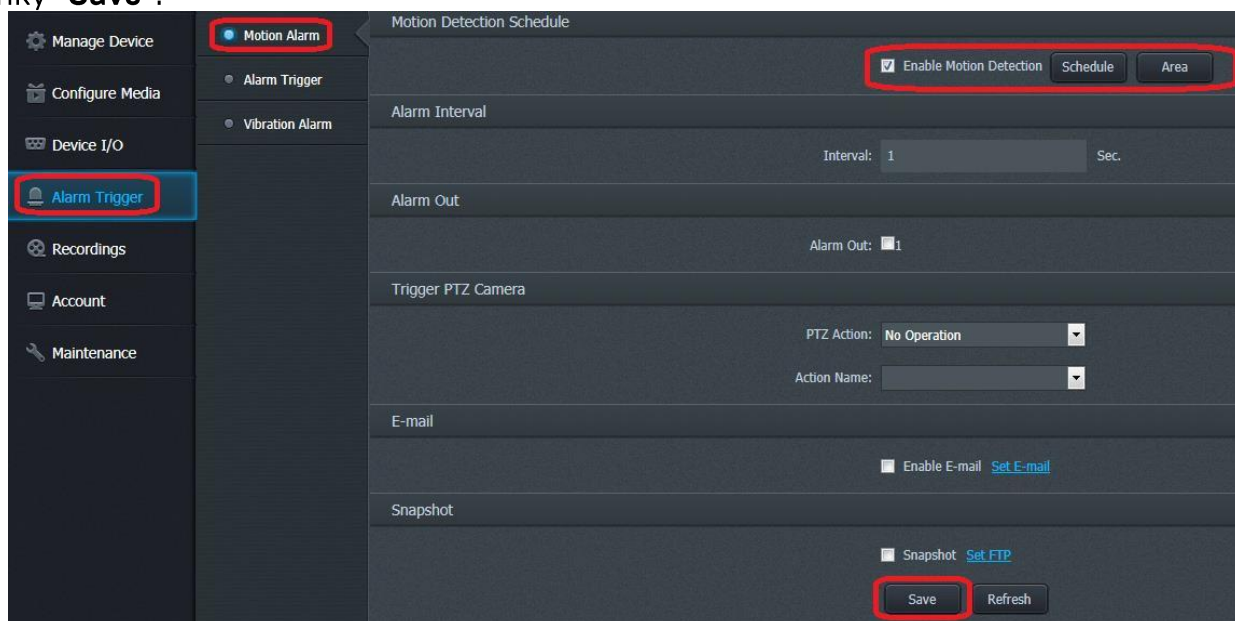 "Save".
Manage Device
Configure Media
Device I/O
Alarm Trigger
Recordings
Account
Maintenance
Motion Alarm
Alarm Trigger
Vibration Alarm
Motion Detection Schedule
Enable Motion Detection Schedule Area
Alarm Interval
Interval: 1 Sec.
Alarm Out
Alarm Out: 1
Trigger PTZ Camera
PTZ Action: No Operation
Action Name:
E-mail
Enable E-mail Set E-mail
Snapshot
Snapshot Set FTP
Save Refresh